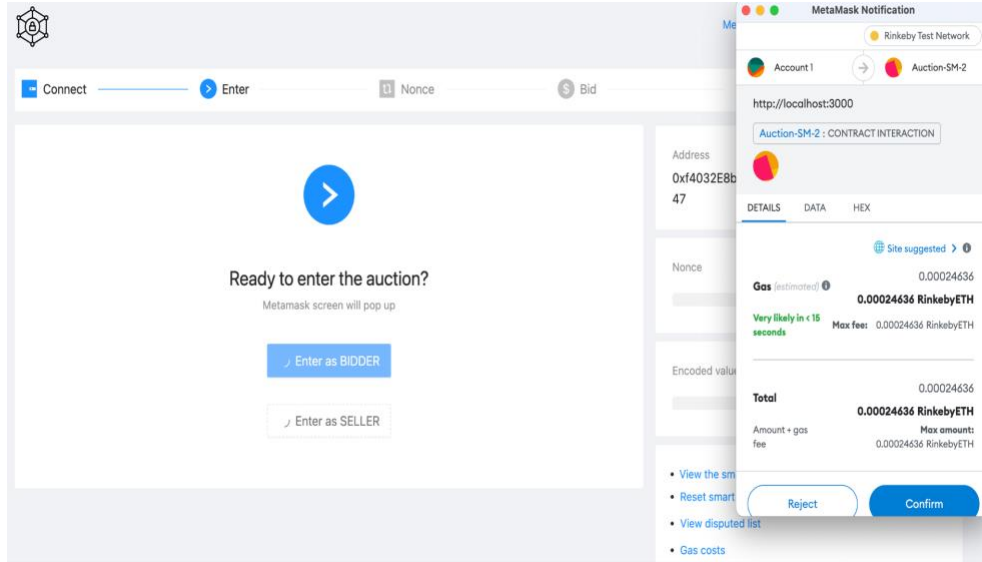 Me
Connect
Enter
Nonce
Bid
Ready to enter the auction?
Metamask screen will pop up
Enter as BIDDER
Enter as SELLER
Address
0xf4032E8b
47
Nonce
Encoded value
View the sm
Reset smart
View disputed list
Gas costs
MetaMask Notification
Rinkeby Test Network
Account 1
Auction-SM-2
http://localhost:3000
Auction-SM-2 : CONTRACT INTERACTION
DETAILS DATA HEX
Site suggested >
Gas (estimated)
0.00024636
0.00024636 RinkebyETH
Very likely in < 15
seconds
Max fee: 0.00024636 RinkebyETH
Total
0.00024636
0.00024636 RinkebyETH
Amount + gas
fee
Max amount:
0.00024636 RinkebyETH
Reject
Confirm